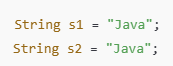 String s1 = "Java";
String s2 = "Java";